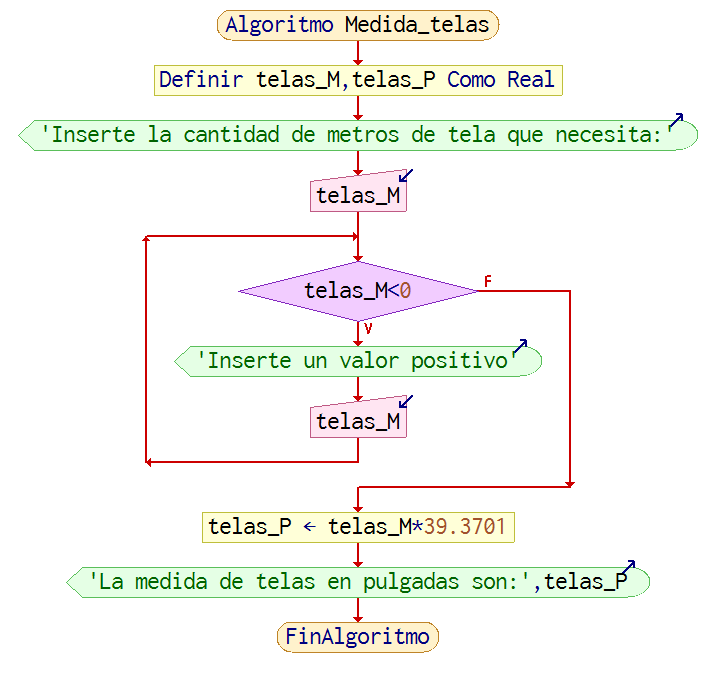 Algoritmo Medida_telas
Definir telas_M,telas_P Como Real
'Inserte la cantidad de metros de tela que necesita:'
telas_M
telas_M<0
F
V
'Inserte un valor positivo'
telas_M
telas_P ← telas_M*39.3701
'La medida de telas en pulgadas son:',telas_P
FinAlgoritmo